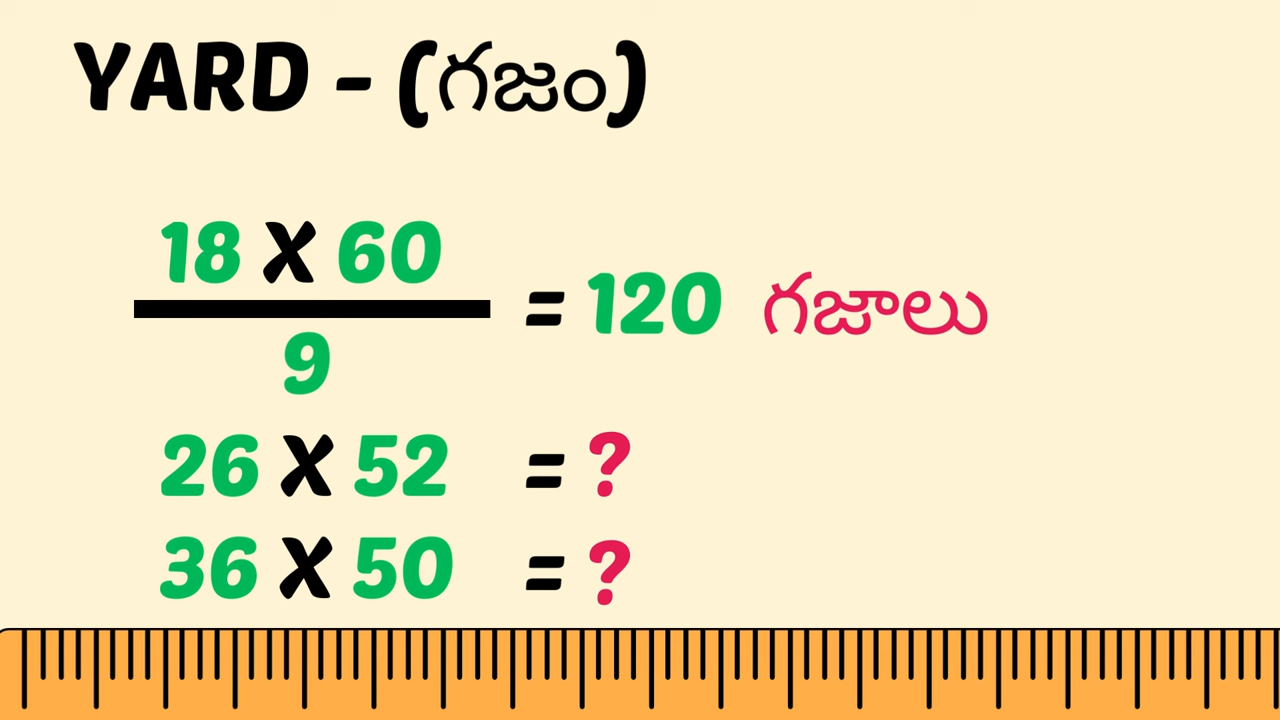 YARD - (గజం)
18 X 60
= 120 గజాలు
9
26 X 52 = ?
36 X 50 = ?